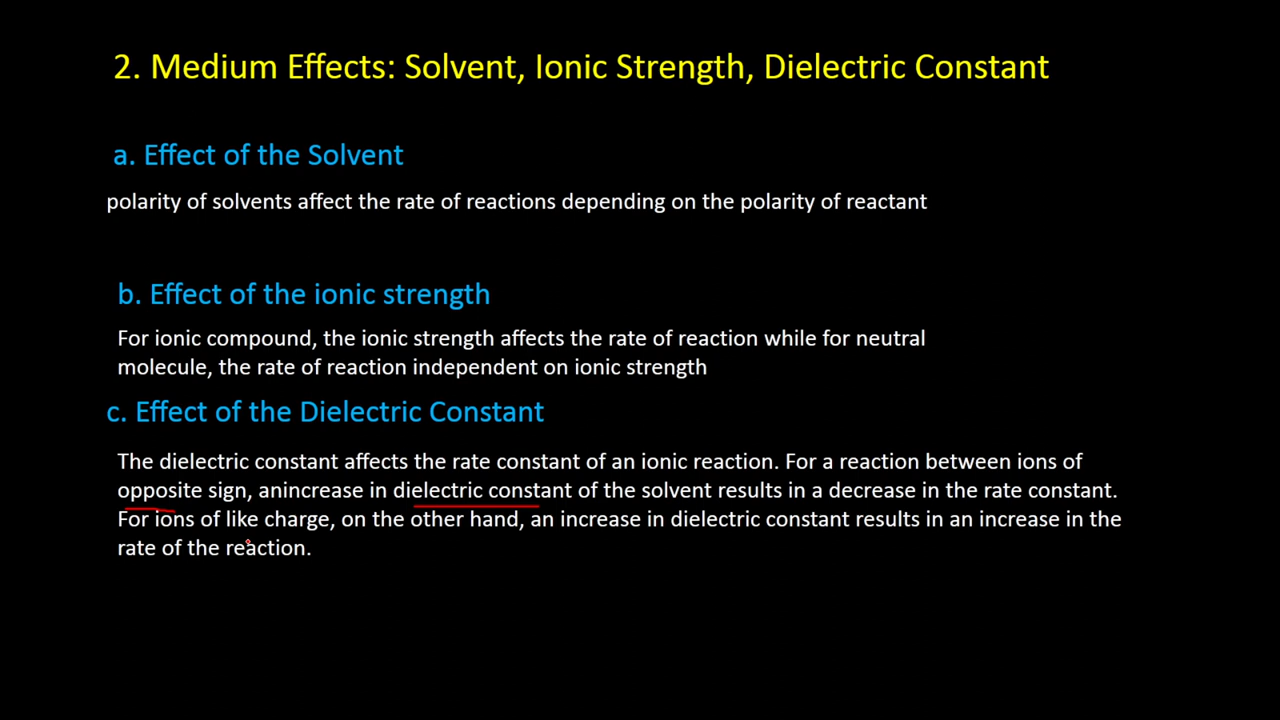 2. Medium Effects: Solvent, Ionic Strength, Dielectric Constant
a. Effect of the Solvent
polarity of solvents affect the rate of reactions depending on the polarity of reactant
b. Effect of the ionic strength
For ionic compound, the ionic strength affects the rate of reaction while for neutral
molecule, the rate of reaction independent on ionic strength
c. Effect of the Dielectric Constant
The dielectric constant affects the rate constant of an ionic reaction. For a reaction between ions of
opposite sign, anincrease in dielectric constant of the solvent results in a decrease in the rate constant.
For ions of like charge, on the other hand, an increase in dielectric constant results in an increase in the
rate of the reaction.